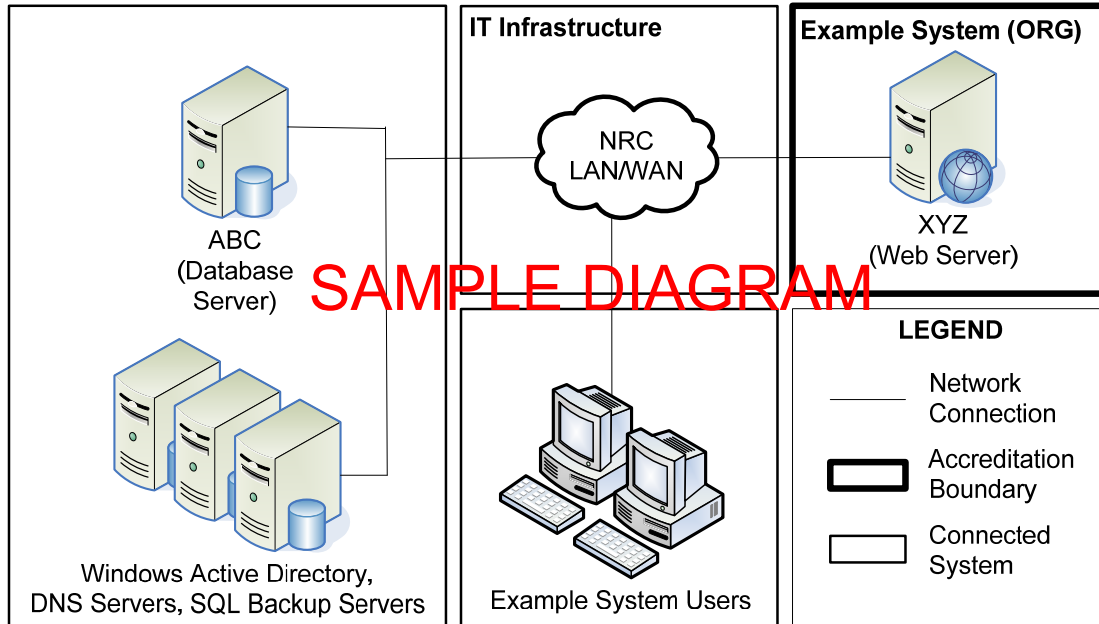 IT Infrastructure
Example System (ORG)
NRC
LAN/WAN
ABC
(Database
Server)
XYZ
(Web Server)
SAMPLE DIAGRAM
Windows Active Directory,
DNS Servers, SQL Backup Servers
Example System Users
LEGEND
Network
Connection
Accreditation
Boundary
Connected
System